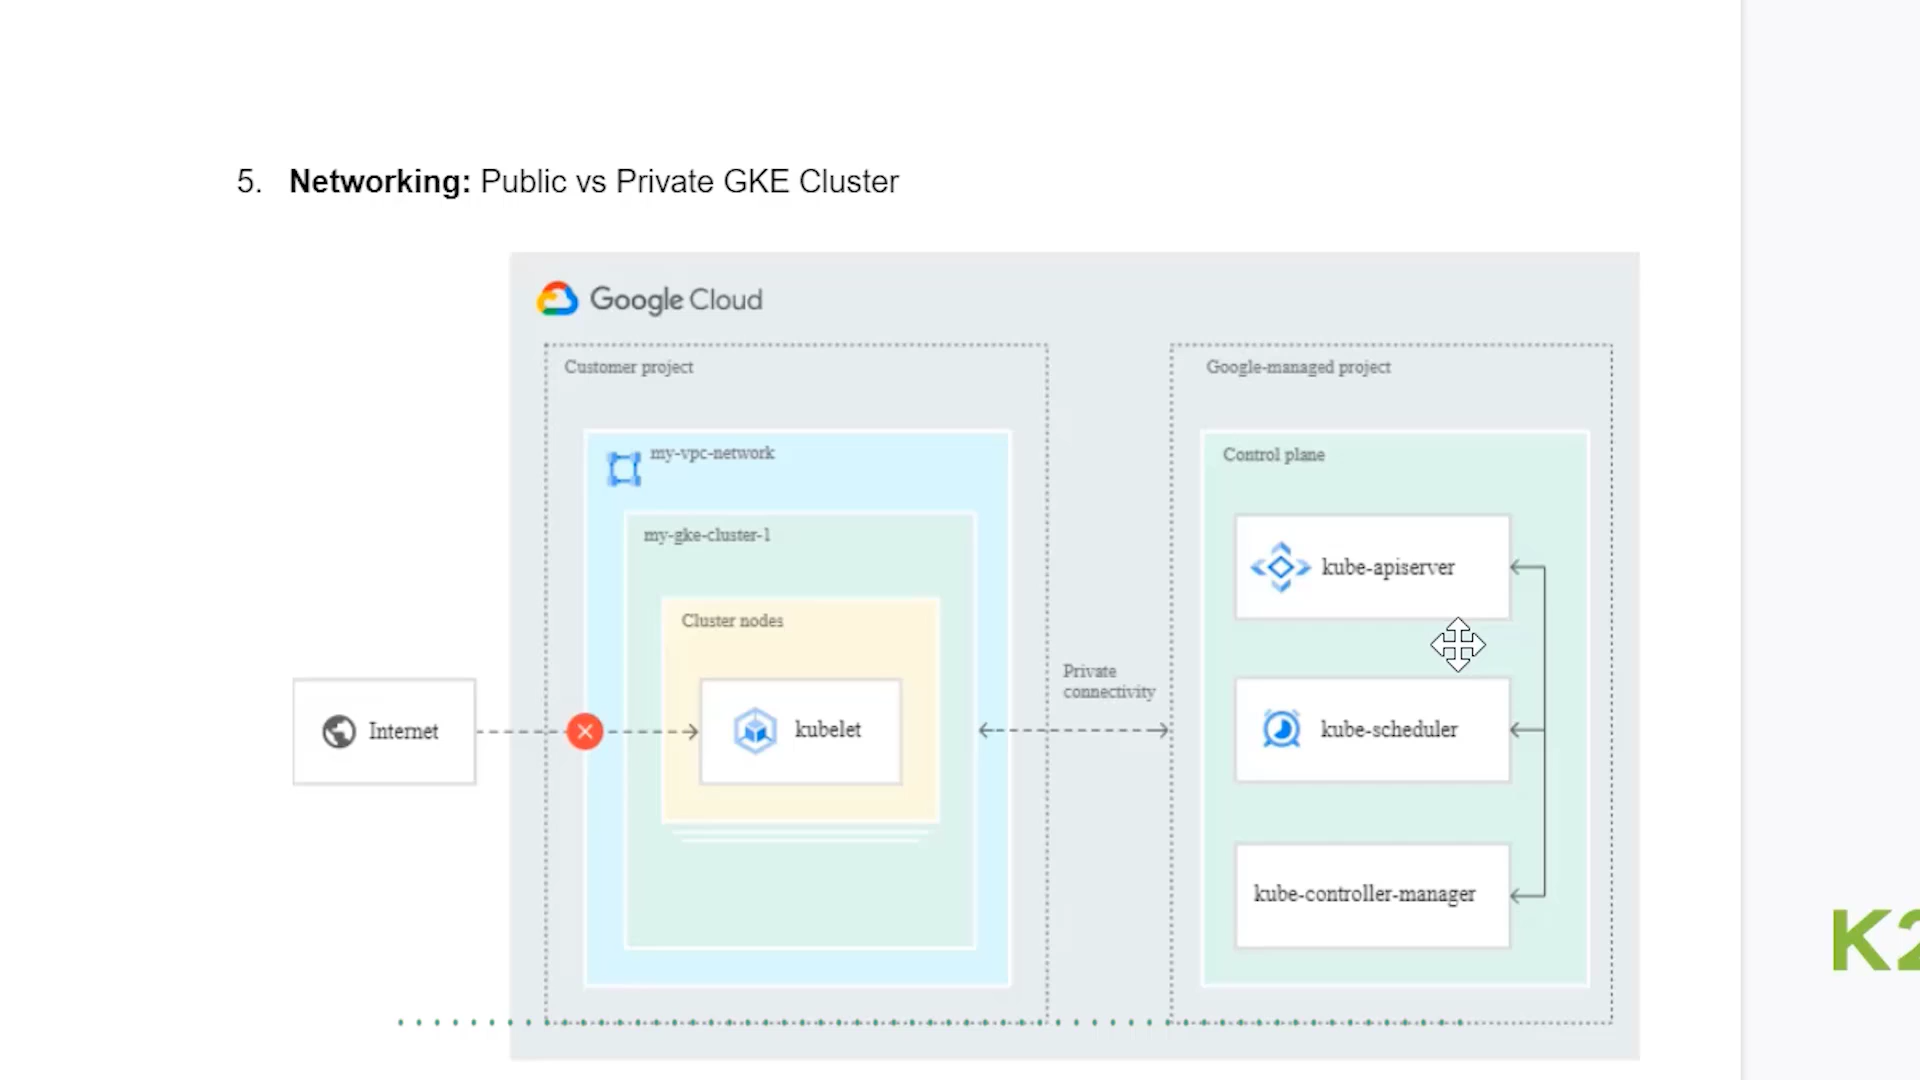 5. Networking: Public vs Private GKE Cluster
Google Cloud
Customer project
Google-managed project
my-vpc-network
Control plane
my-gke-cluster-1
kube-apiserver
Cluster nodes
Private
connectivity
Internet
kubelet
kube-scheduler
kube-controller-manager
K2